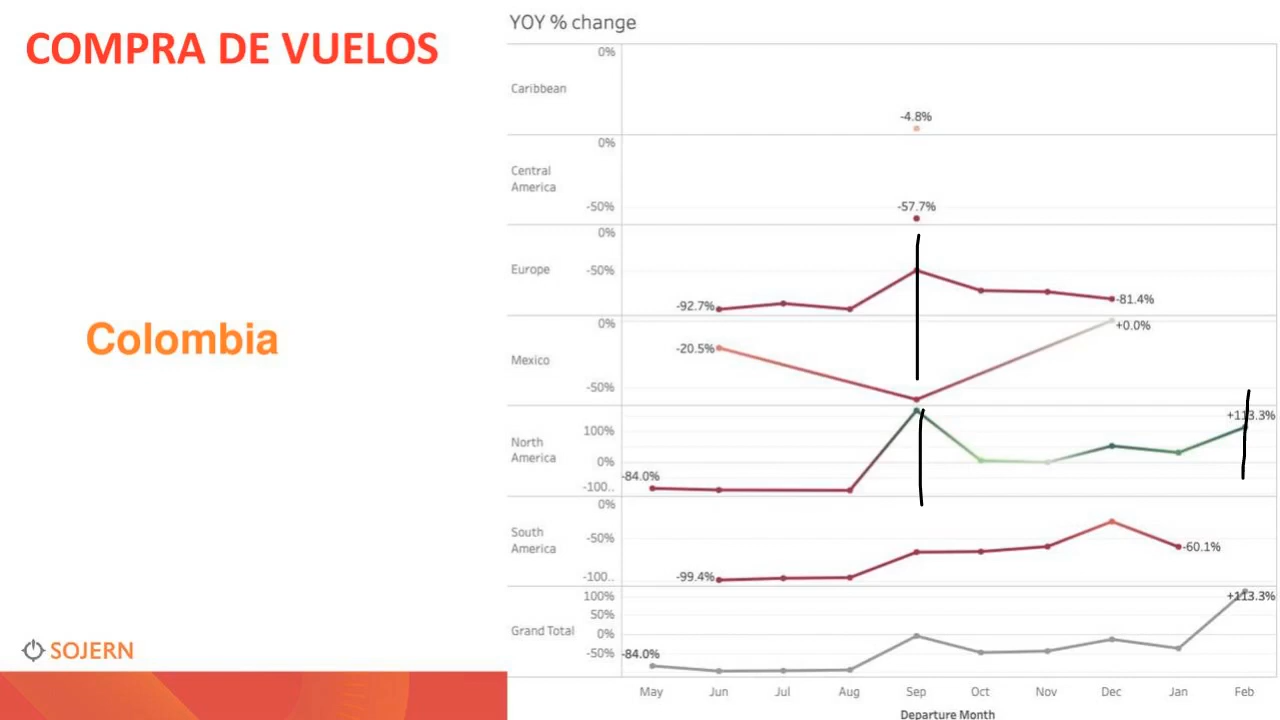 COMPRA DE VUELOS
Colombia
SOJERN
YOY % change
0%
Caribbean
-4.8%
0%
Central
America
-50%
-57.7%
0%
Europe
-50%
-92.7%
-81.4%
0%
+0.0%
-20.5%
Mexico
-50%
+113.3%
100%
North
America
0%
-84.0%
-100..
0%
South
America
-50%
-60.1%
-100..
-99.4%
100%
+113.3%
50%
Grand Total
0%
-50%
-84.0%
May Jun Jul Aug Sep Oct Nov Dec Jan Feb
Departure Month